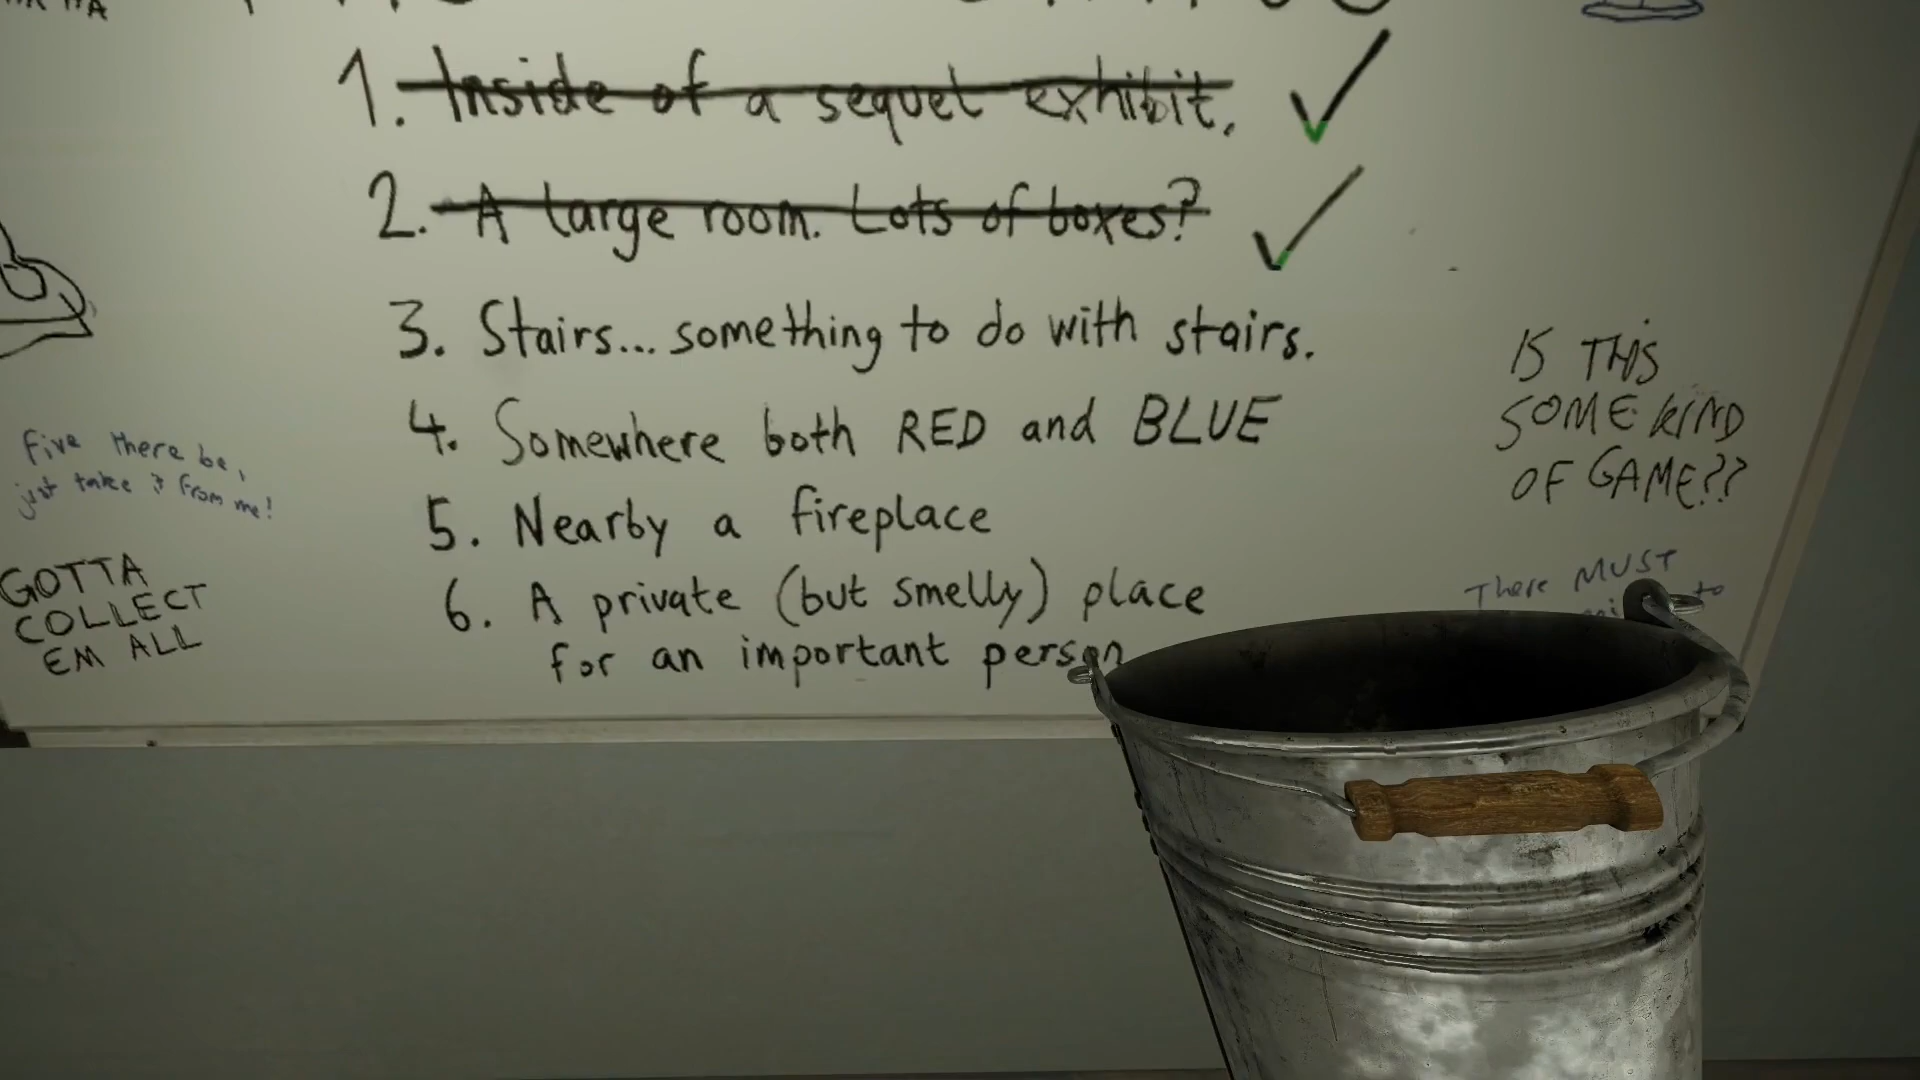 1. Inside of a sequel exhibit.
2. A large room. Lots of boxes?
3. Stairs... something to do with stairs.
4. Somewhere both RED and BLUE
5. Nearby a fireplace
6. A private (but smelly) place
for an important person
five there be,
just take it from me!
GOTTA
COLLECT
EM ALL
IS THIS
SOME KIND
OF GAME??
There MUST
to